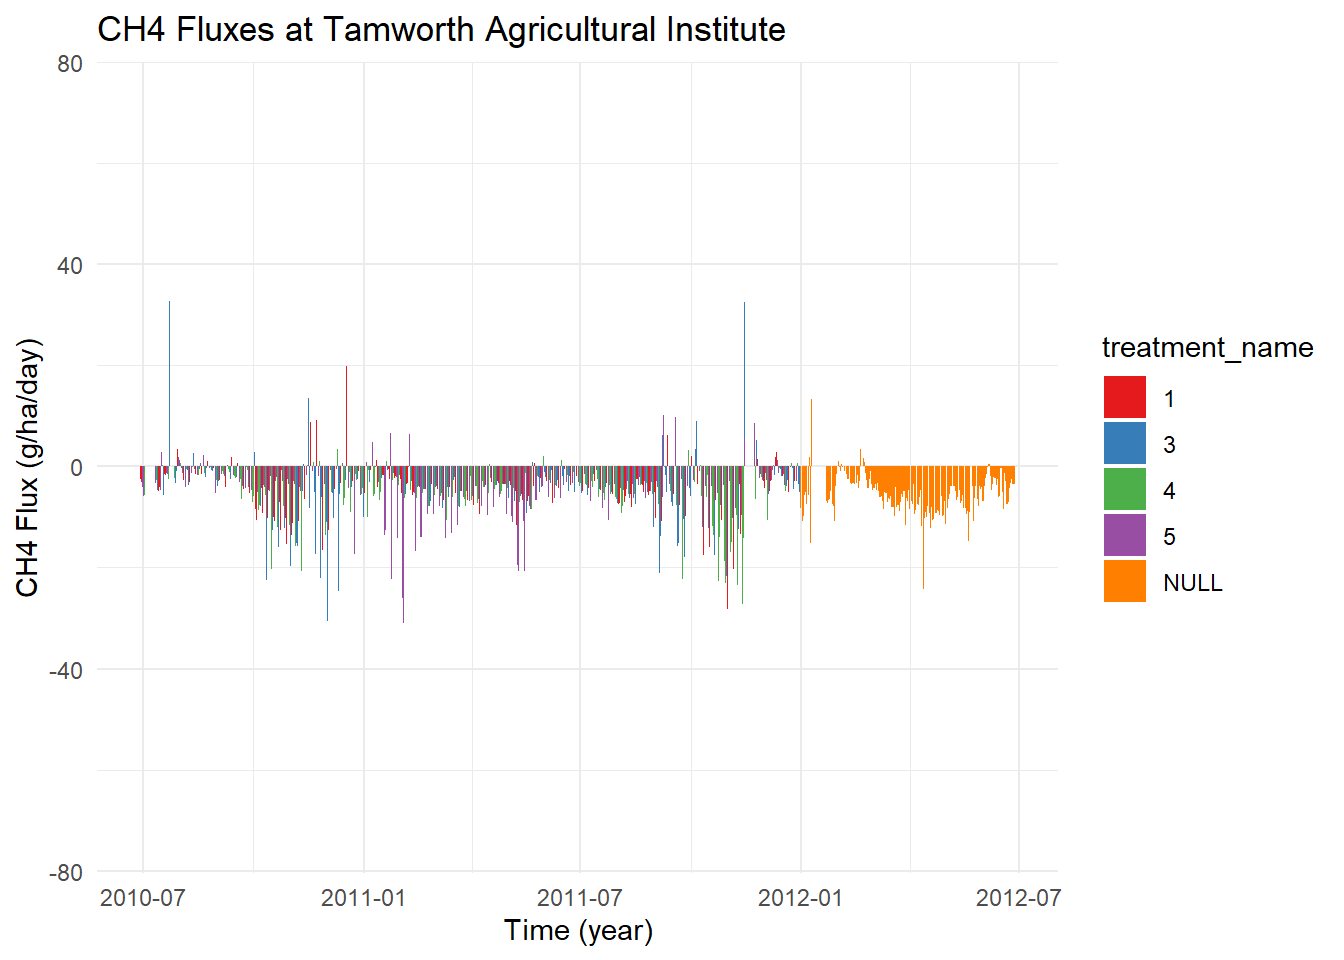 CH4 Fluxes at Tamworth Agricultural Institute
80
40
0
-40
-80
CH4 Flux (g/ha/day)
2010-07
2011-01
2011-07
2012-01
2012-07
Time (year)
treatment_name
1
3
4
5
NULL